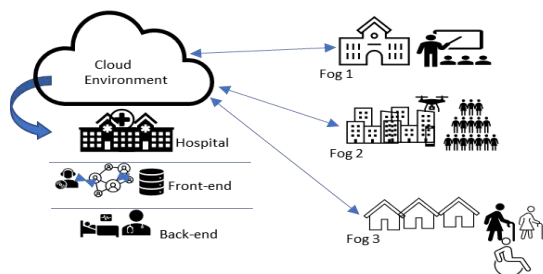 Cloud
Environment
Fog 1
Hospital
Fog 2
Front-end
Back-end
Fog 3